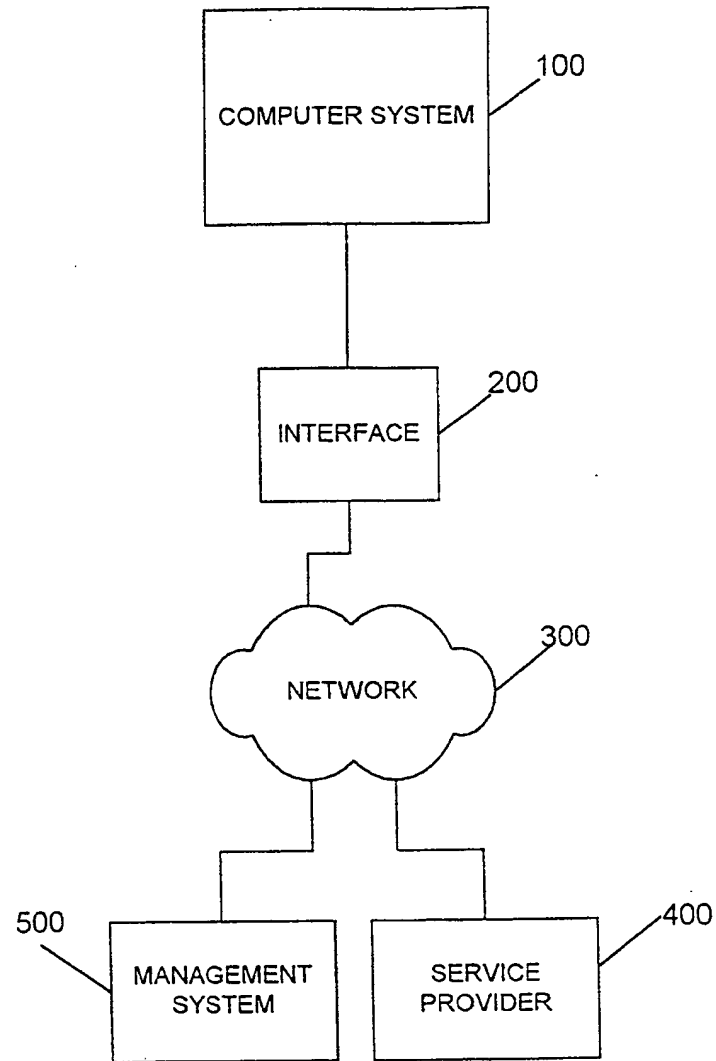 100
COMPUTER SYSTEM
200
INTERFACE
300
NETWORK
500
400
MANAGEMENT
SYSTEM
SERVICE
PROVIDER